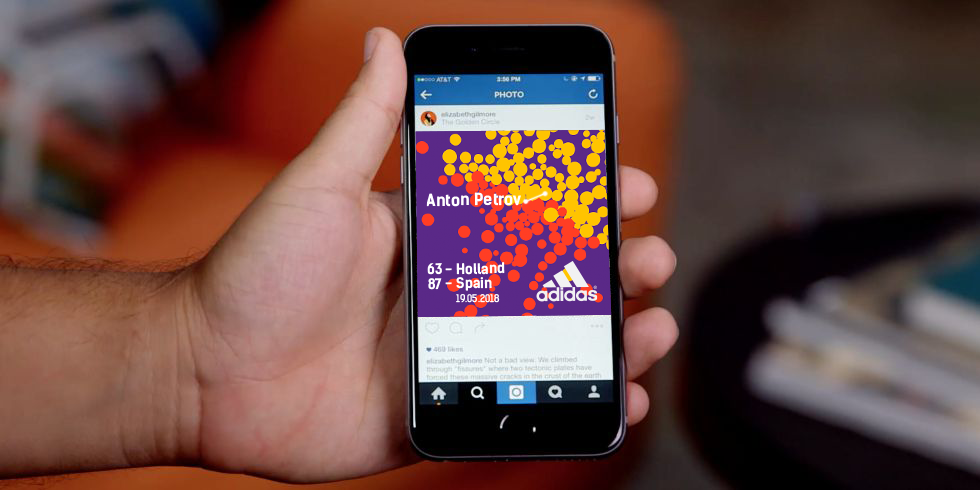 AT&T 3:56 PM
PHOTO
elizabethgilmore 2w
The Golden Circle
Anton Petrov
63 - Holland
87 - Spain
19.05.2018
adidas
469 likes
elizabethgilmore Not a bad view. We climbed
through "fissures" where two tectonic plates have
forced these massive cracks in the crust of the earth